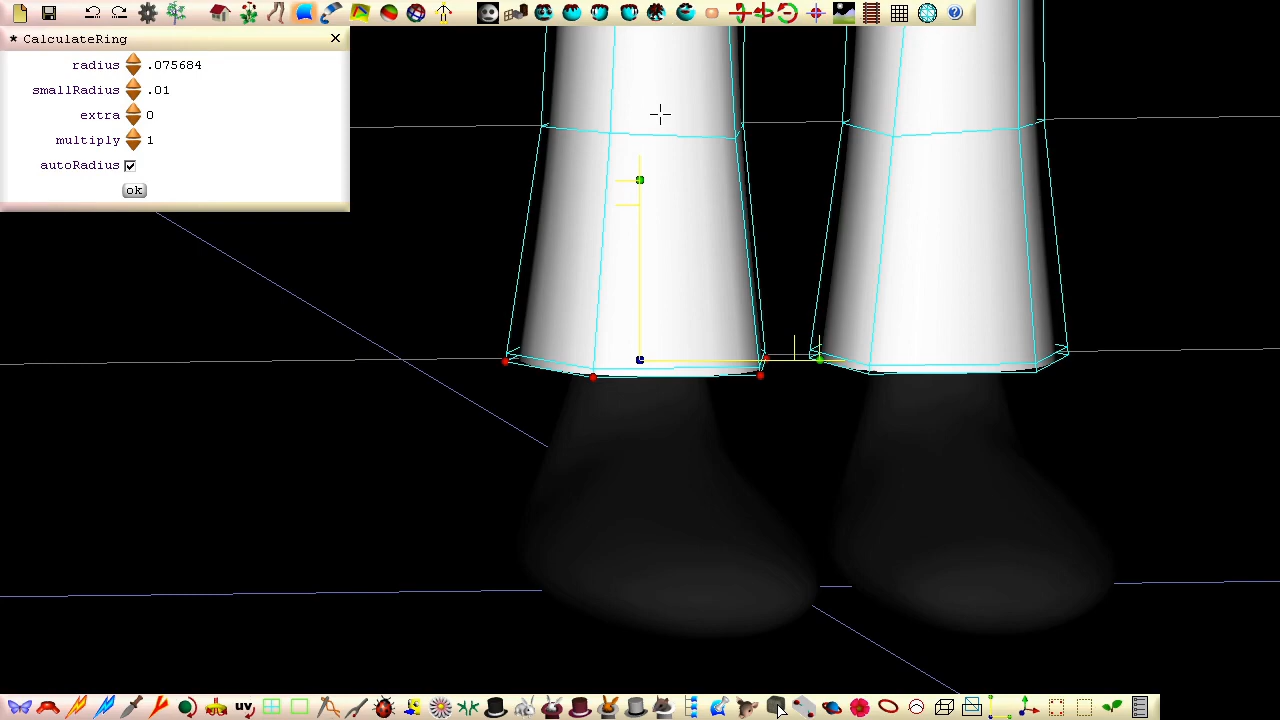 * CalculateRing ×
radius .075684
smallRadius .01
extra 0
multiply 1
autoRadius
ok
uv